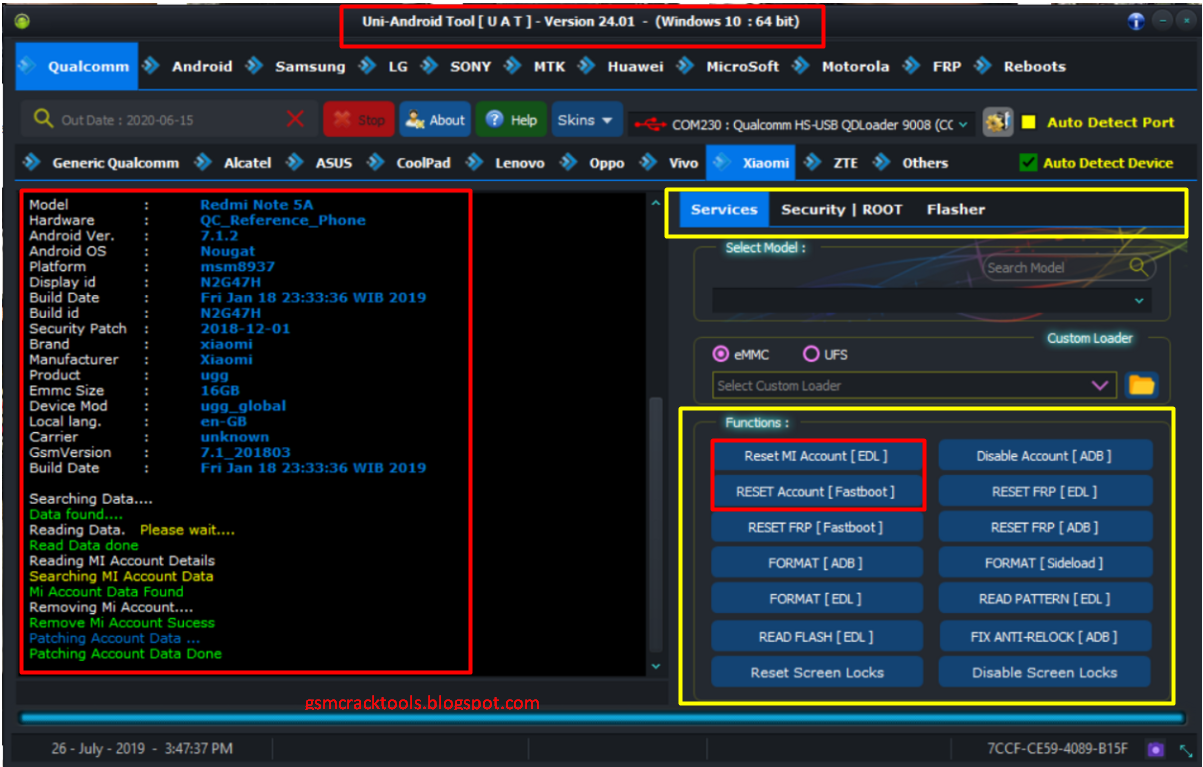 Uni-Android Tool [ U A T ] - Version 24.01 - (Windows 10 : 64 bit)
Qualcomm Android Samsung LG SONY MTK Huawei MicroSoft Motorola FRP Reboots
Out Date : 2020-06-15 Stop About Help Skins COM230 : Qualcomm HS-USB QDLoader 9008 (CC Auto Detect Port
Generic Qualcomm Alcatel ASUS CoolPad Lenovo Oppo Vivo Xiaomi ZTE Others Auto Detect Device
Model : Redmi Note 5A
Hardware : QC_Reference_Phone
Android Ver. : 7.1.2
Android OS : Nougat
Platform : msm8937
Display id : N2G47H
Build Date : Fri Jan 18 23:33:36 WIB 2019
Build id : N2G47H
Security Patch : 2018-12-01
Brand : xiaomi
Manufacturer : Xiaomi
Product : ugg
Emmc Size : 16GB
Device Mod : ugg_global
Local lang. : en-GB
Carrier : unknown
GsmVersion : 7.1_201803
Build Date : Fri Jan 18 23:33:36 WIB 2019
Searching Data....
Data found....
Reading Data. Please wait....
Read Data done
Reading MI Account Details
Searching MI Account Data
Mi Account Data Found
Removing Mi Account....
Remove Mi Account Sucess
Patching Account Data ...
Patching Account Data Done
Services Security | ROOT Flasher
Select Model :
Search Model
Custom Loader
eMMC UFS
Select Custom Loader
Functions :
Reset MI Account [ EDL ] Disable Account [ ADB ]
RESET Account [ Fastboot ] RESET FRP [ EDL ]
RESET FRP [ Fastboot ] RESET FRP [ ADB ]
FORMAT [ ADB ] FORMAT [ Sideload ]
FORMAT [ EDL ] READ PATTERN [ EDL ]
READ FLASH [ EDL ] FIX ANTI-RELOCK [ ADB ]
Reset Screen Locks Disable Screen Locks
gsmcracktools.blogspot.com
26 - July - 2019 - 3:47:37 PM 7CCF-CE59-4089-B15F